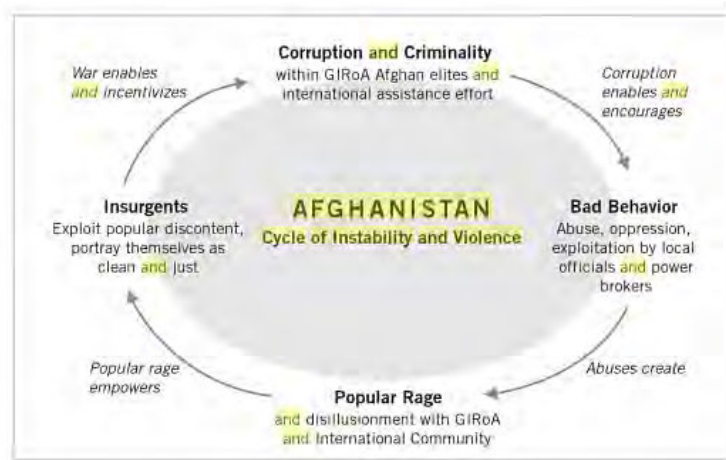 Corruption and Criminality
within GIRoA Afghan elites and
international assistance effort
War enables
and incentivizes
Corruption
enables and
encourages
Insurgents
Exploit popular discontent,
portray themselves as
clean and just
AFGHANISTAN
Cycle of Instability and Violence
Bad Behavior
Abuse, oppression,
exploitation by local
officials and power
brokers
Popular rage
empowers
Abuses create
Popular Rage
and disillusionment with GIRoA
and International Community